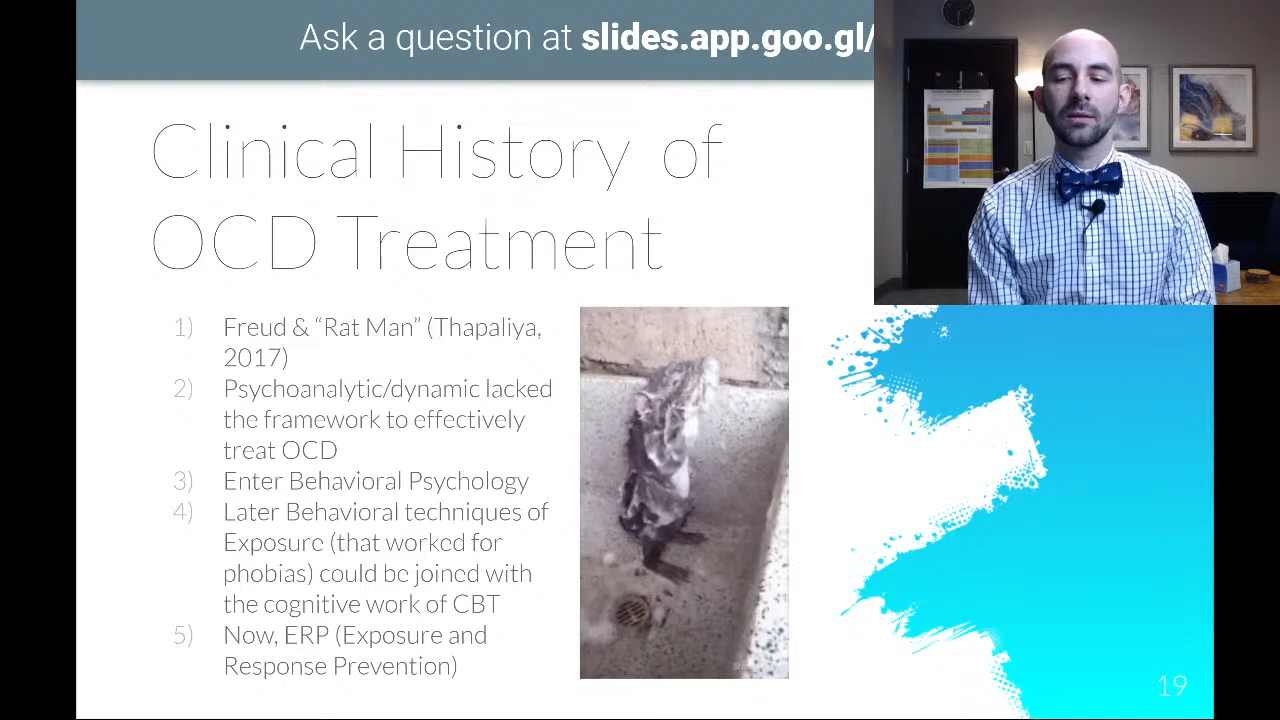 Ask a question at slides.app.goo.gl/
Clinical History of
OCD Treatment
1) Freud & “Rat Man” (Thapaliya,
2017)
2) Psychoanalytic/dynamic lacked
the framework to effectively
treat OCD
3) Enter Behavioral Psychology
4) Later Behavioral techniques of
Exposure (that worked for
phobias) could be joined with
the cognitive work of CBT
5) Now, ERP (Exposure and
Response Prevention)
19